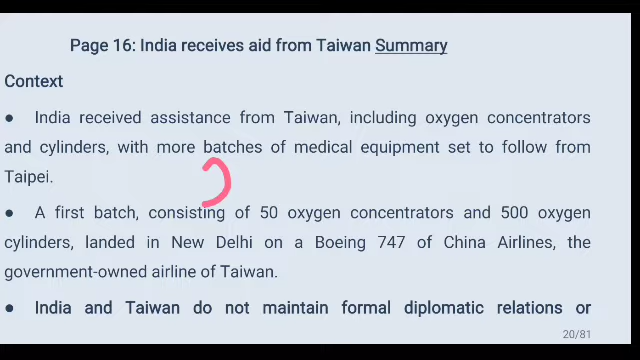 Page 16: India receives aid from Taiwan Summary
Context
● India received assistance from Taiwan, including oxygen concentrators
and cylinders, with more batches of medical equipment set to follow from
Taipei.
● A first batch, consisting of 50 oxygen concentrators and 500 oxygen
cylinders, landed in New Delhi on a Boeing 747 of China Airlines, the
government-owned airline of Taiwan.
● India and Taiwan do not maintain formal diplomatic relations or
20/81